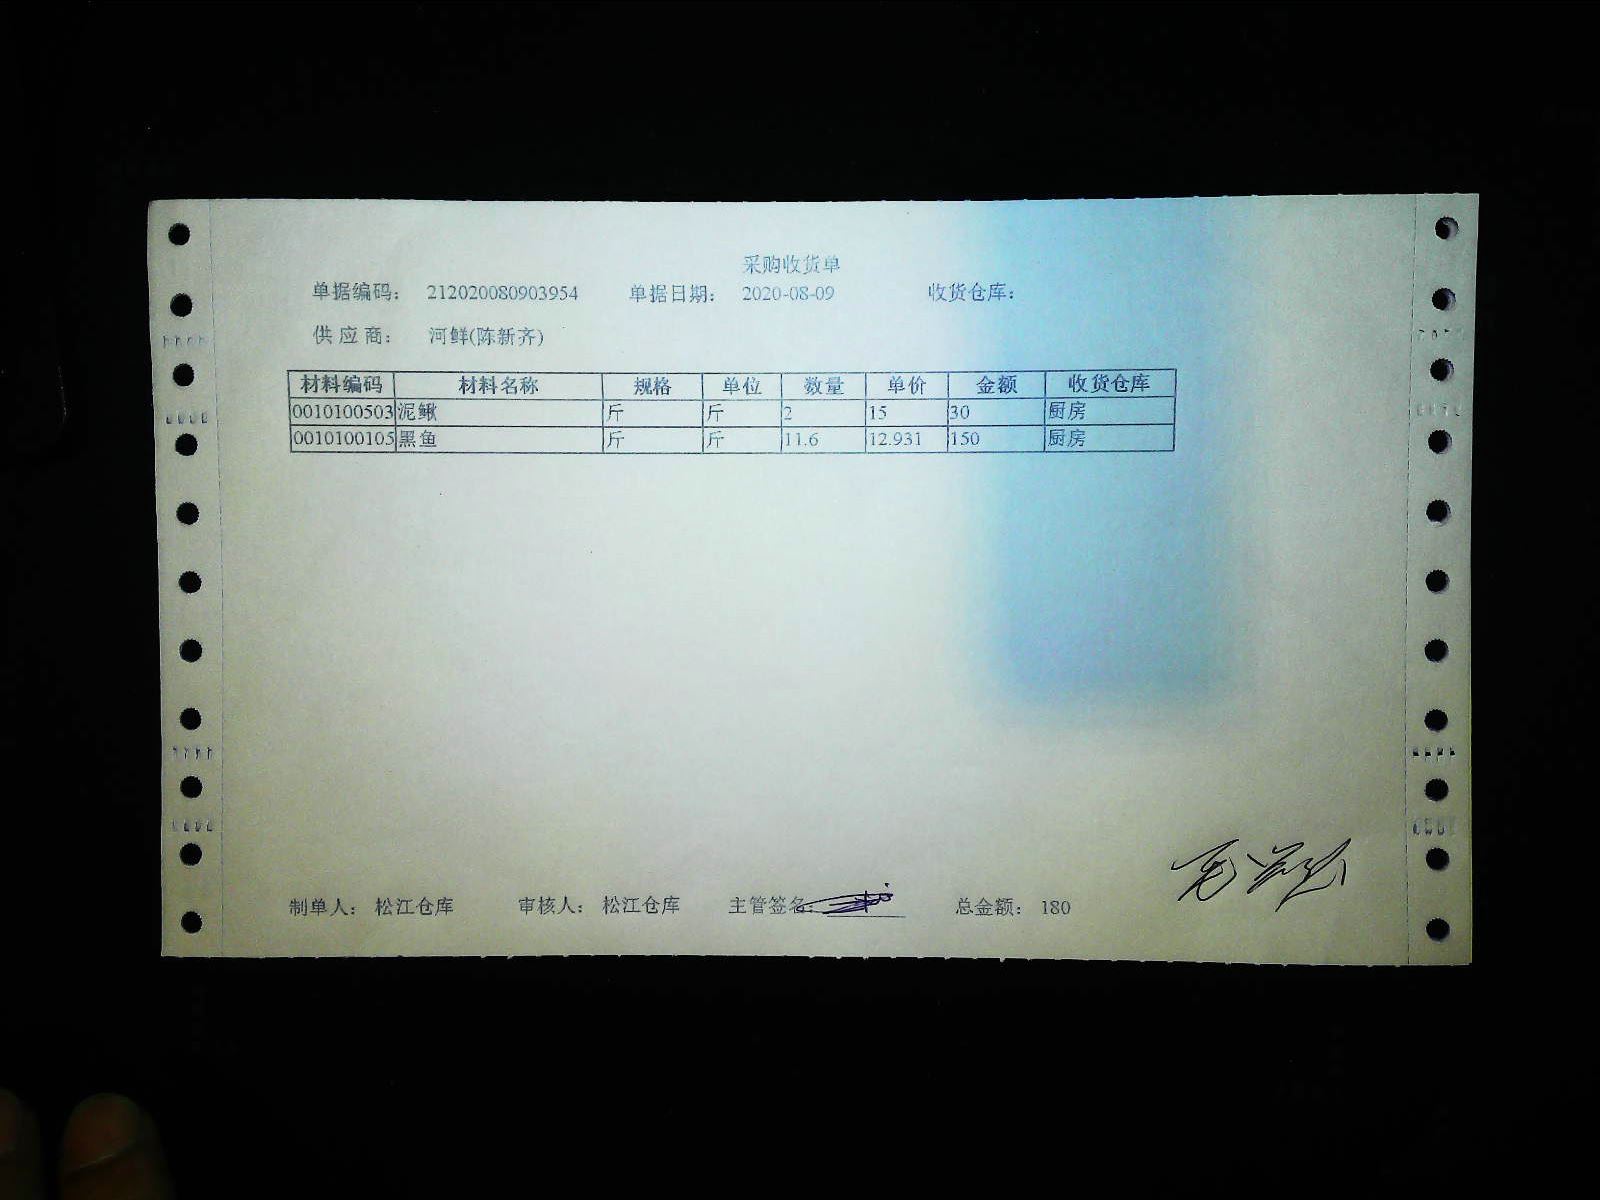 采购收货单
单据编码： 212020080903954 单据日期： 2020-08-09 收货仓库：
供应商： 河鲜(陈新齐)
材料编码 材料名称 规格 单位 数量 单价 金额 收货仓库
0010100503 泥鳅 斤 斤 2 15 30 厨房
0010100105 黑鱼 斤 斤 11.6 12.931 150 厨房
制单人： 松江仓库 审核人： 松江仓库 主管签名： 总金额： 180